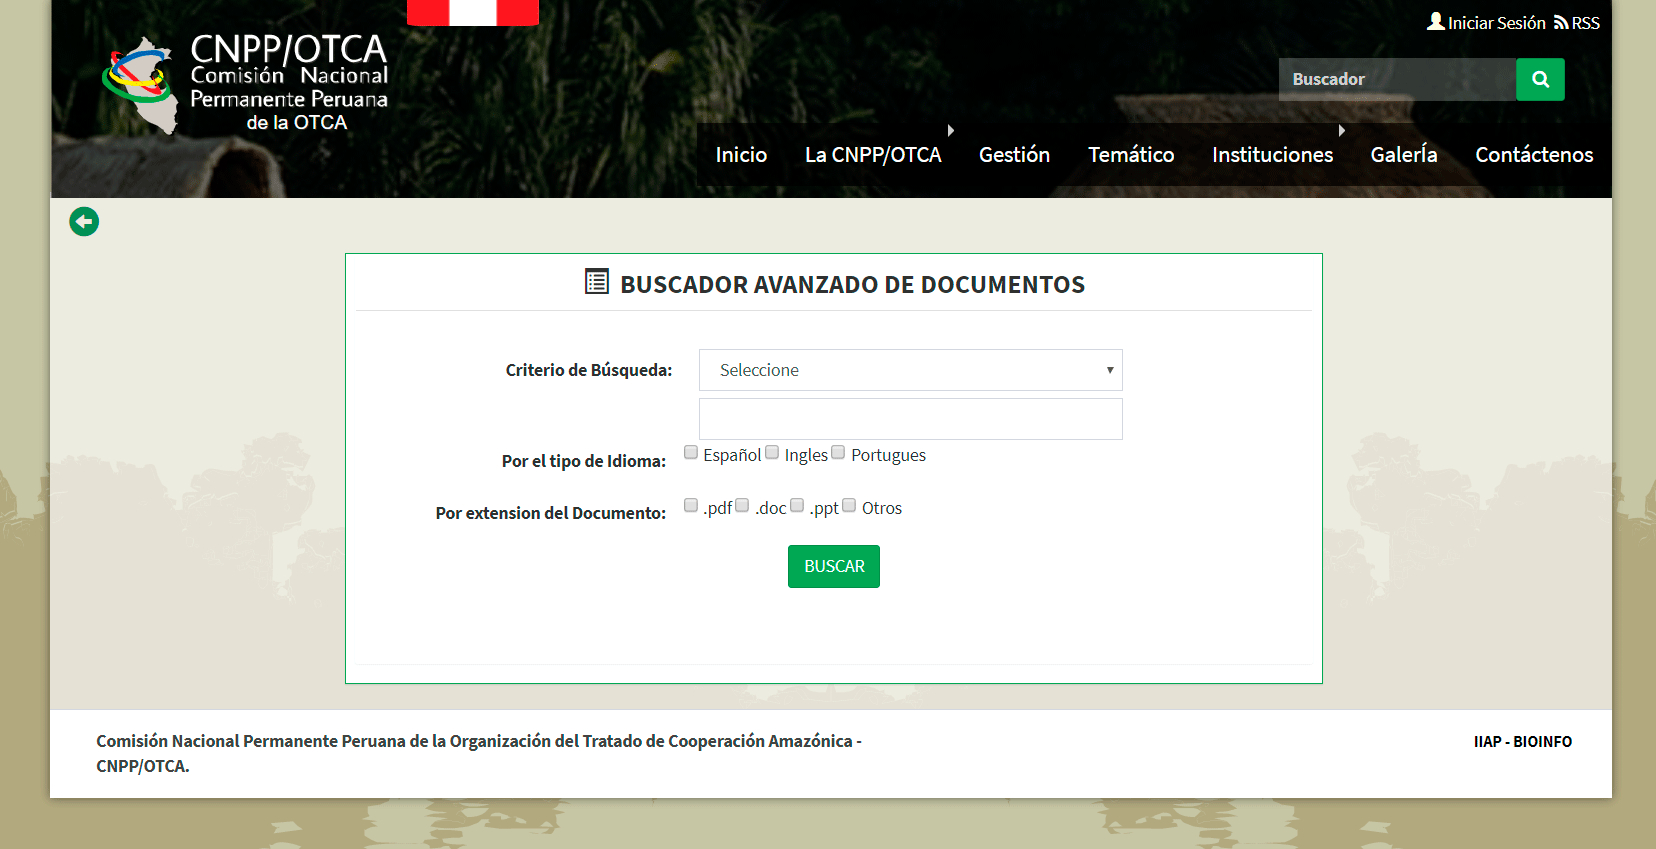 CNPP/OTCA
Comisión Nacional
Permanente Peruana
de la OTCA
Iniciar Sesión RSS
Buscador
Inicio La CNPP/OTCA Gestión Temático Instituciones GalerÍa Contáctenos
BUSCADOR AVANZADO DE DOCUMENTOS
Criterio de Búsqueda: Seleccione
Por el tipo de Idioma: Español Ingles Portugues
Por extension del Documento: .pdf .doc .ppt Otros
BUSCAR
Comisión Nacional Permanente Peruana de la Organización del Tratado de Cooperación Amazónica -
CNPP/OTCA.
IIAP - BIOINFO